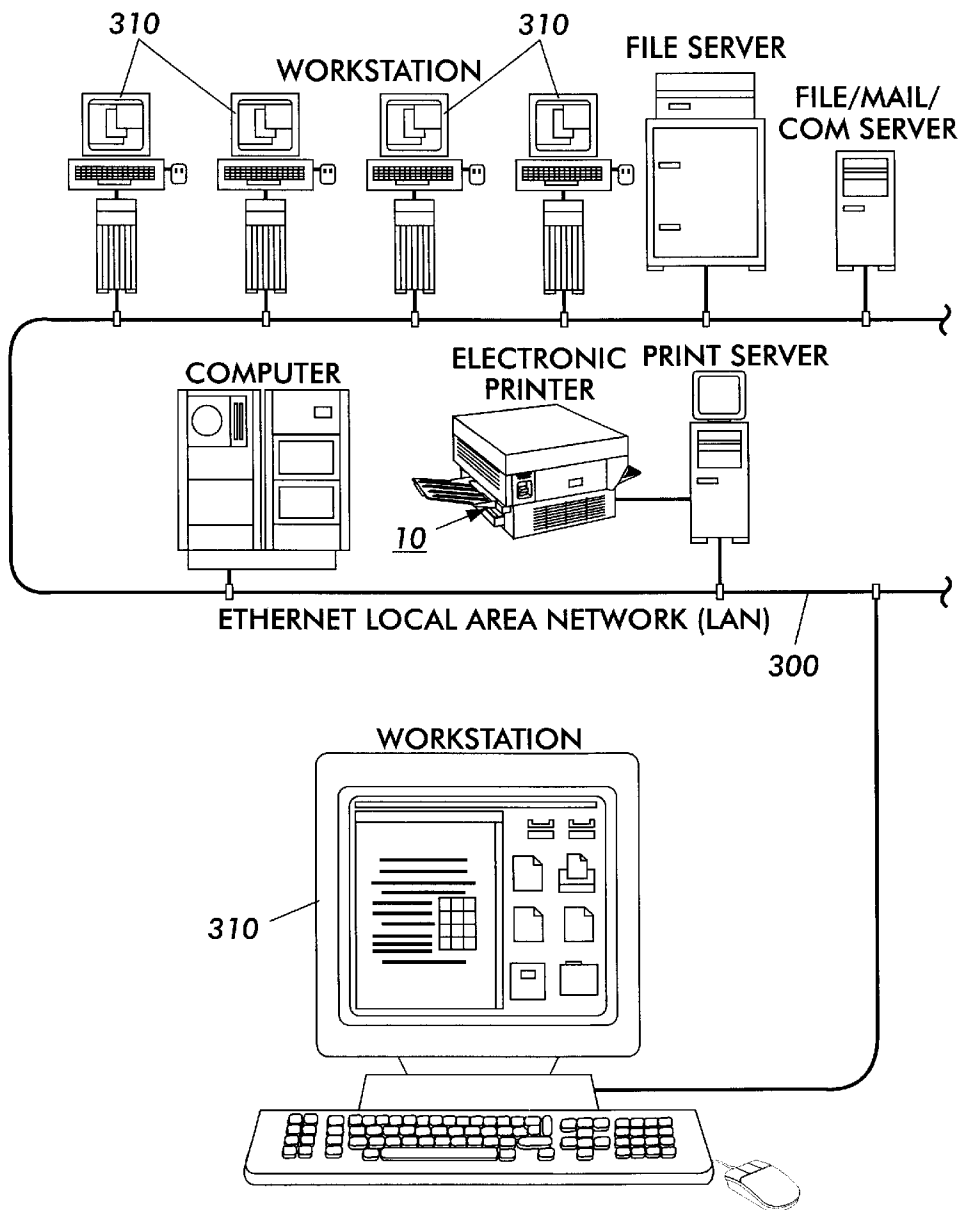 310
310
WORKSTATION
FILE SERVER
FILE/MAIL/
COM SERVER
COMPUTER
ELECTRONIC
PRINTER
PRINT SERVER
10
ETHERNET LOCAL AREA NETWORK (LAN)
300
WORKSTATION
310